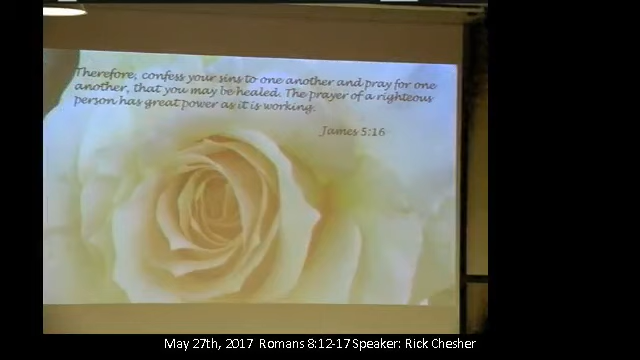 Therefore, confess your sins to one another and pray for one
another, that you may be healed. The prayer of a righteous
person has great power as it is working.
James 5:16
May 27th, 2017 Romans 8:12-17 Speaker: Rick Chesher